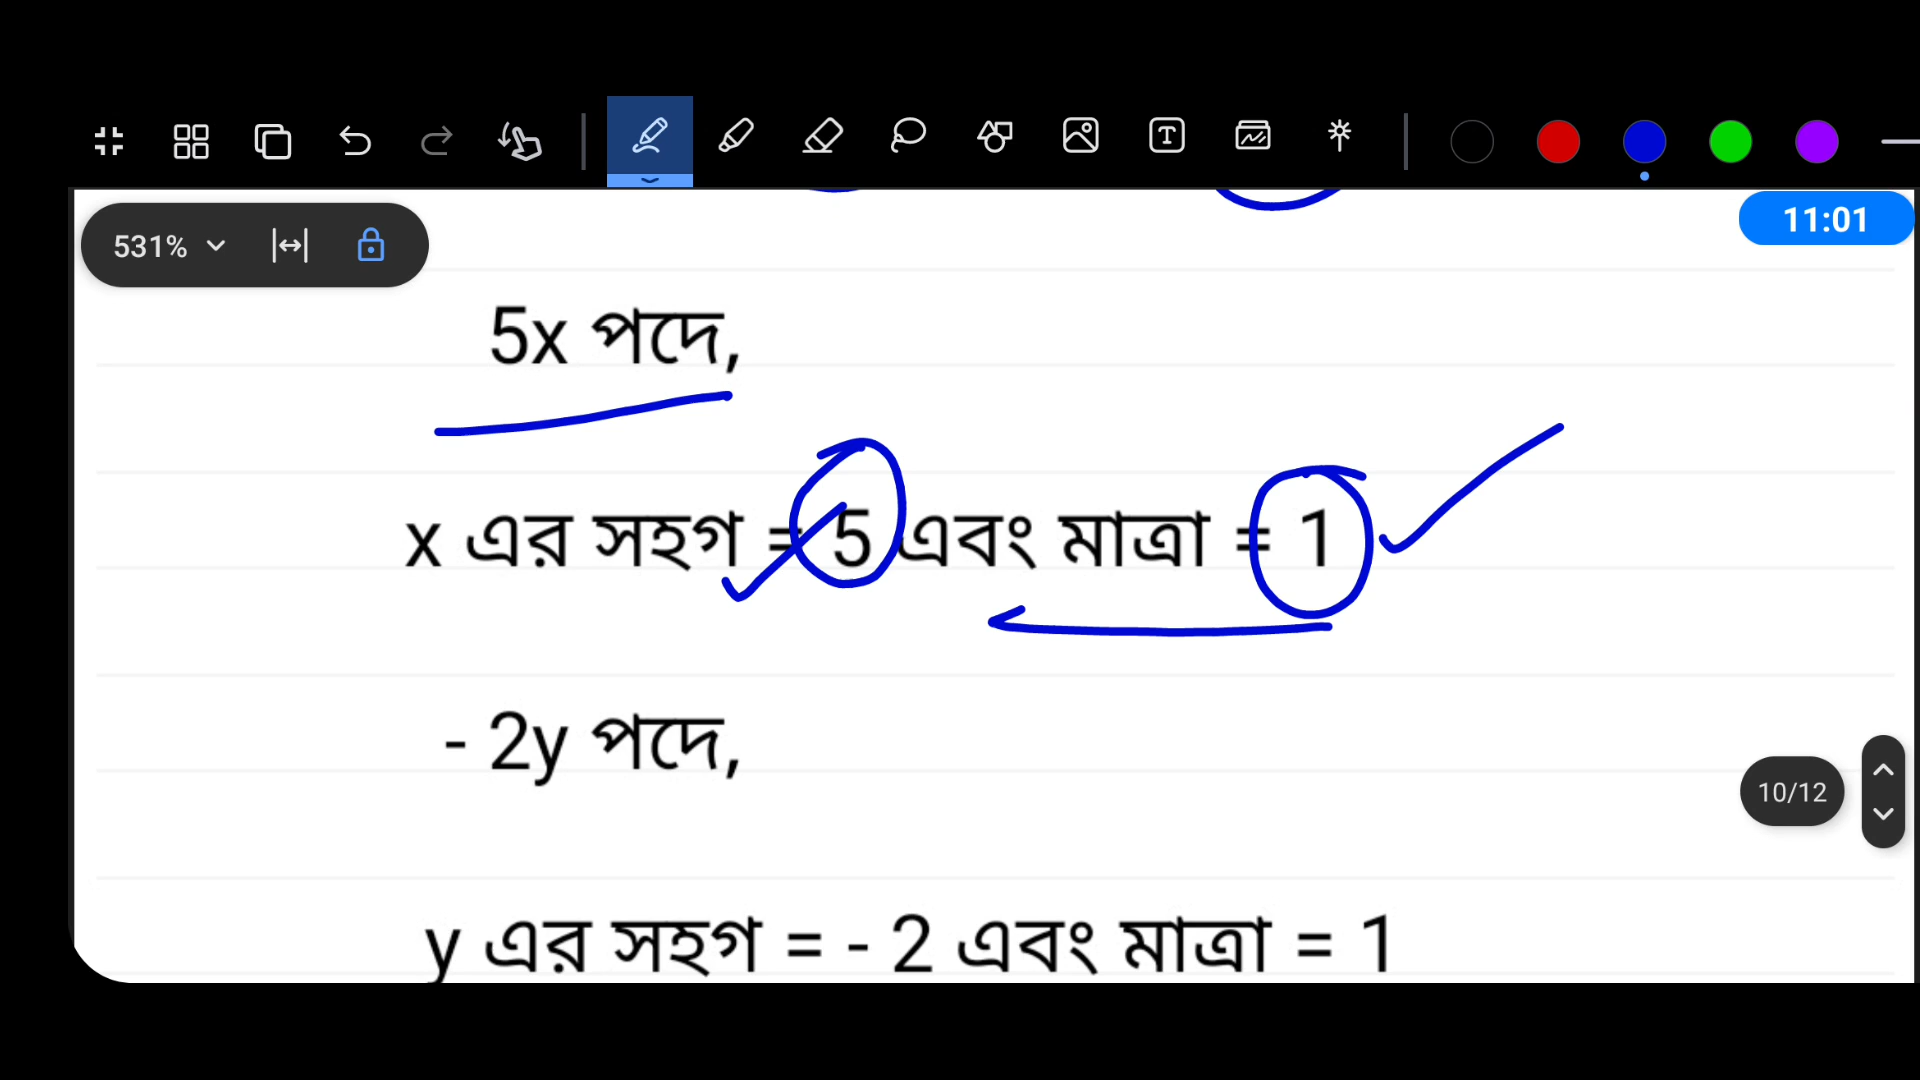 531%
11:01
5x পদে,
x এর সহগ = 5 এবং মাত্রা = 1
- 2y পদে,
10/12
y এর সহগ = - 2 এবং মাত্রা = 1